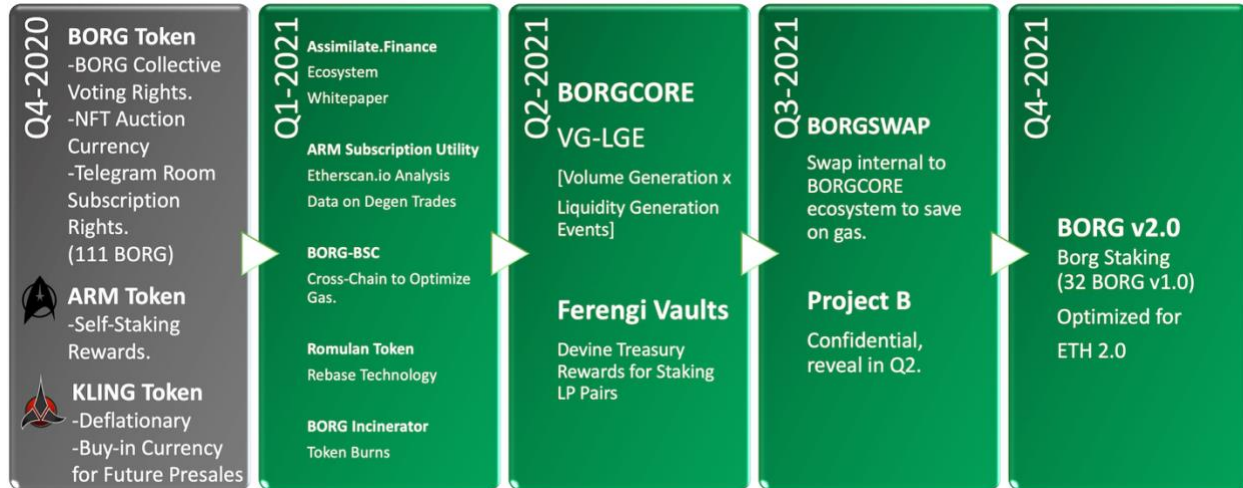 Q4-2020
BORG Token
-BORG Collective
Voting Rights.
-NFT Auction
Currency
-Telegram Room
Subscription
Rights.
(111 BORG)
ARM Token
-Self-Staking
Rewards.
KLING Token
-Deflationary
-Buy-in Currency
for Future Presales
Q1-2021
Assimilate.Finance
Ecosystem
Whitepaper
ARM Subscription Utility
Etherscan.io Analysis
Data on Degen Trades
BORG-BSC
Cross-Chain to Optimize
Gas.
Romulan Token
Rebase Technology
BORG Incinerator
Token Burns
Q2-2021
BORGCORE
VG-LGE
[Volume Generation x
Liquidity Generation
Events]
Ferengi Vaults
Devine Treasury
Rewards for Staking
LP Pairs
Q3-2021
BORGSWAP
Swap internal to
BORGCORE
ecosystem to save
on gas.
Project B
Confidential,
reveal in Q2.
Q4-2021
BORG v2.0
Borg Staking
(32 BORG v1.0)
Optimized for
ETH 2.0